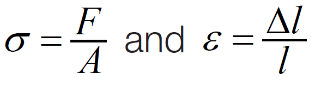 σ = F/A and ε = Δl/l